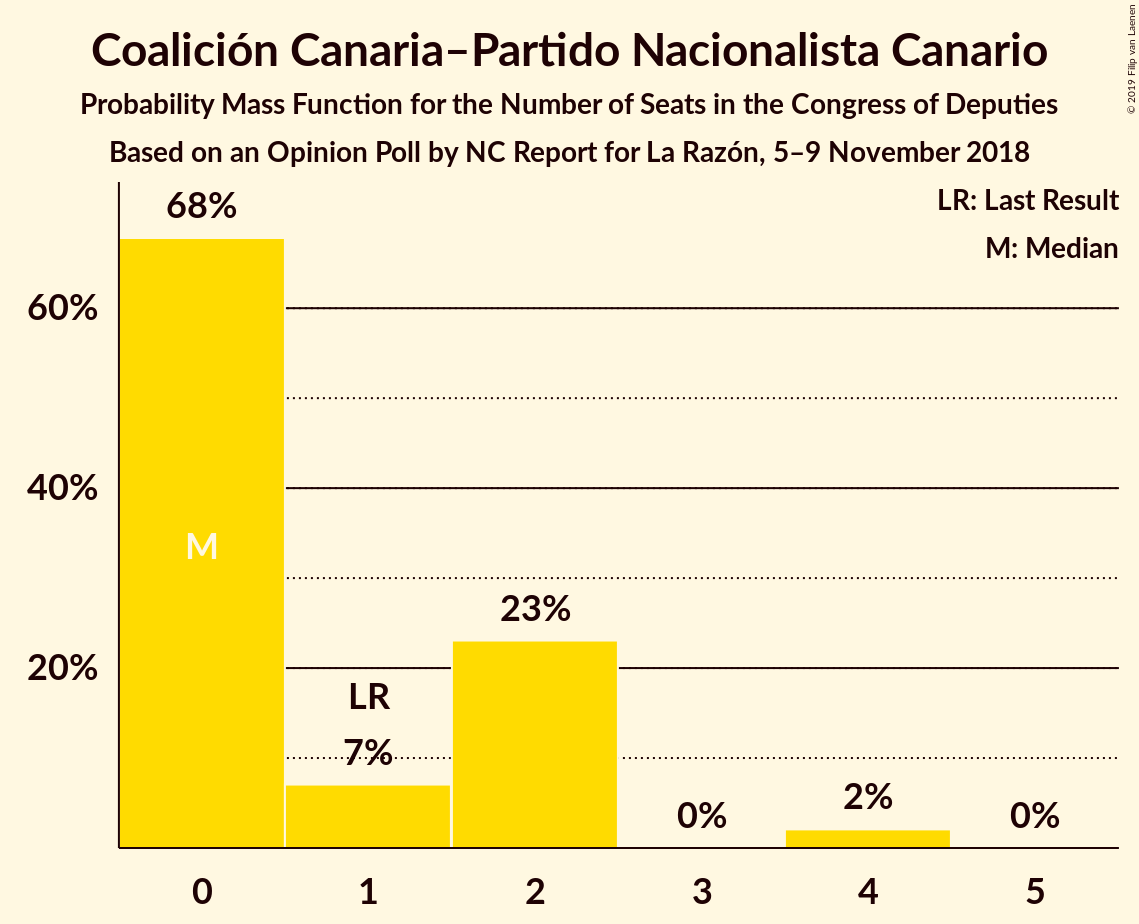 Coalición Canaria–Partido Nacionalista Canario
Probability Mass Function for the Number of Seats in the Congress of Deputies
Based on an Opinion Poll by NC Report for La Razón, 5–9 November 2018
© 2019 Filip van Laenen
LR: Last Result
M: Median
68%
60%
40%
M
23%
20%
LR
7%
0%
2%
0%
0 1 2 3 4 5